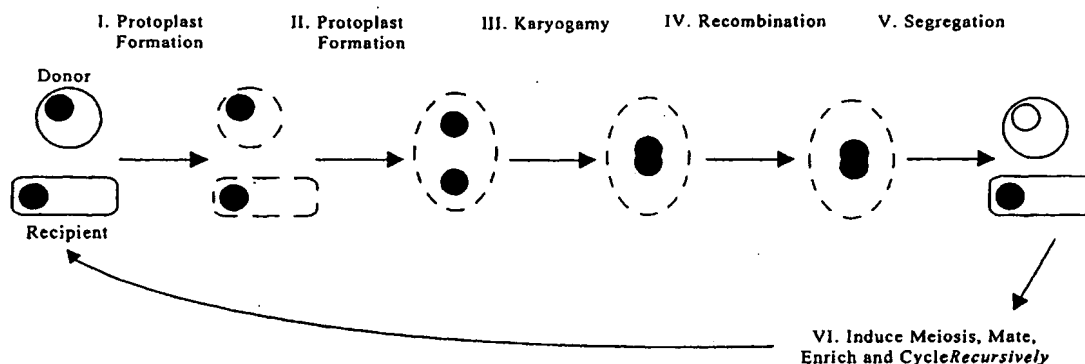 I. Protoplast
Formation
II. Protoplast
Formation
III. Karyogamy
IV. Recombination
V. Segregation
Donor
Recipient
VI. Induce Meiosis, Mate,
Enrich and CycleRecursively